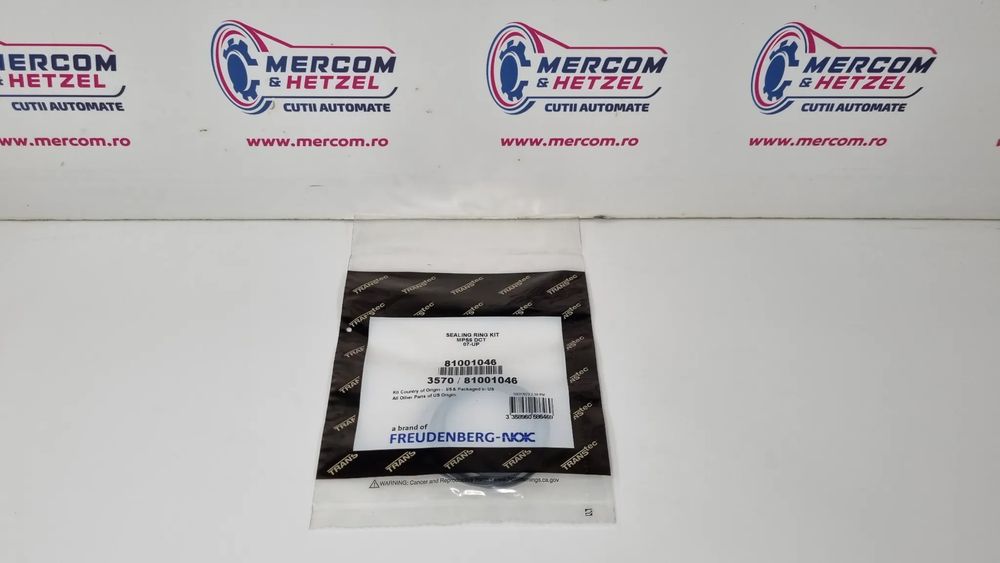 MERCOM
& HETZEL
CUTII AUTOMATE
www.mercom.ro
MERCOM
& HETZEL
CUTII AUTOMATE
www.mercom.ro
MERCOM
& HETZEL
CUTII AUTOMATE
www.mercom.ro
MERCOM
& HETZEL
CUTII AUTOMATE
www.mercom.ro
TRANStec
SEALING RING KIT
MPS6 DCT
07-UP
81001046
3570 / 81001046
Kit Country of Origin
US & Packaged in US
All Other Parts of US Origin
a brand of
FREUDENBERG-NOK
WARNING: Cancer and Reproductive